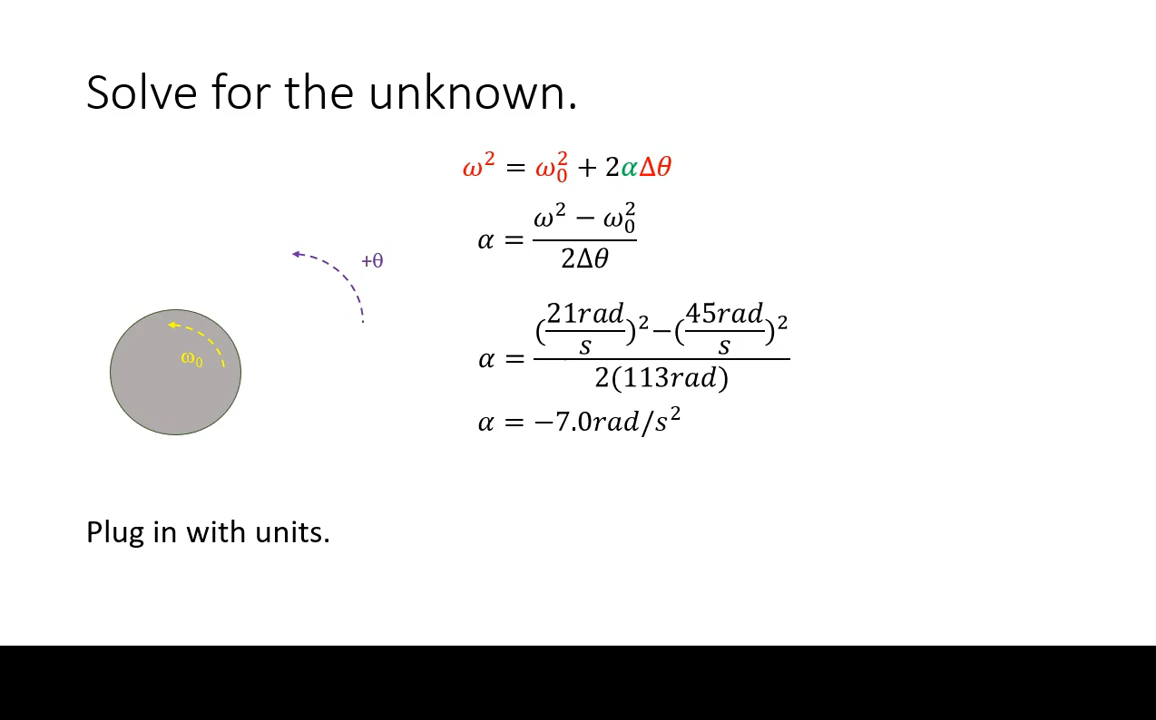 Solve for the unknown.
ω² = ω₀² + 2αΔθ
α = (ω² − ω₀²) / (2Δθ)
+θ
ω₀
α = ((21rad/s)² − (45rad/s)²) / (2(113rad))
α = −7.0rad/s²
Plug in with units.